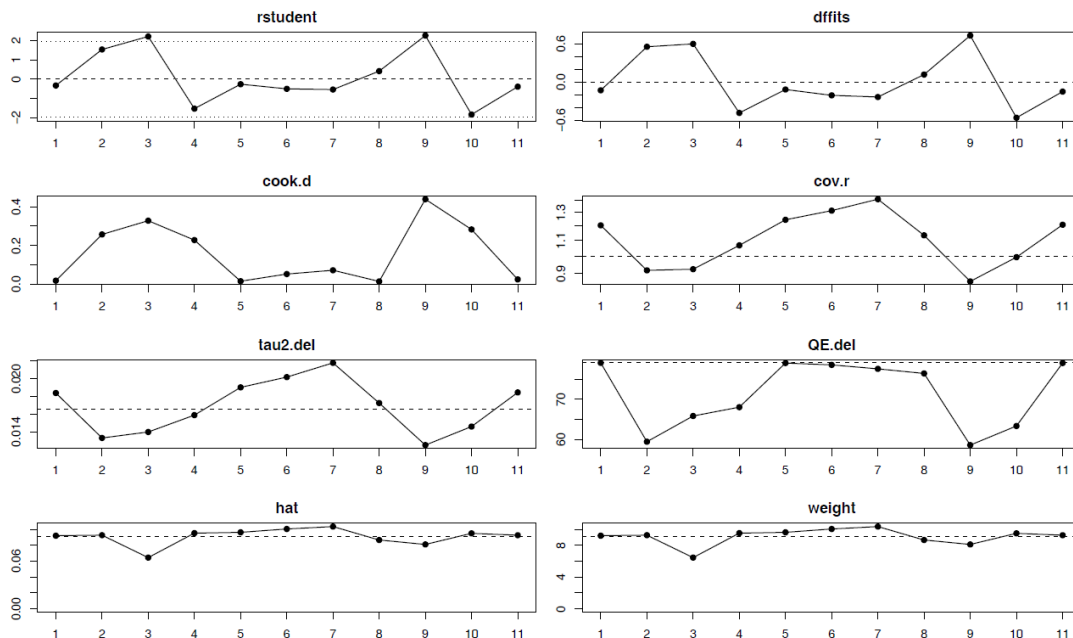 rstudent
2
0
−2
1 2 3 4 5 6 7 8 9 10 11
dffits
0.6
0.0
−0.6
1 2 3 4 5 6 7 8 9 10 11
cook.d
0.4
0.2
0.0
1 2 3 4 5 6 7 8 9 10 11
cov.r
1.3
1.1
0.9
1 2 3 4 5 6 7 8 9 10 11
tau2.del
0.020
0.014
1 2 3 4 5 6 7 8 9 10 11
QE.del
70
60
1 2 3 4 5 6 7 8 9 10 11
hat
0.06
0.00
1 2 3 4 5 6 7 8 9 10 11
weight
8
4
0
1 2 3 4 5 6 7 8 9 10 11